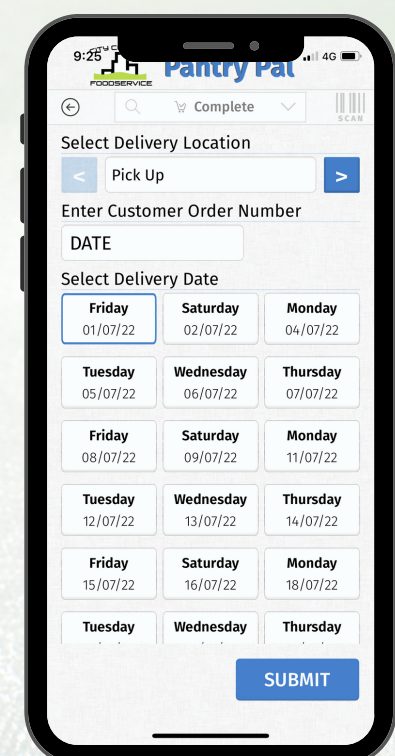 9:25
4G
CITY C
FOODSERVICE
Pantry Pal
Complete
SCAN
Select Delivery Location
< Pick Up >
Enter Customer Order Number
DATE
Select Delivery Date
Friday Saturday Monday
01/07/22 02/07/22 04/07/22
Tuesday Wednesday Thursday
05/07/22 06/07/22 07/07/22
Friday Saturday Monday
08/07/22 09/07/22 11/07/22
Tuesday Wednesday Thursday
12/07/22 13/07/22 14/07/22
Friday Saturday Monday
15/07/22 16/07/22 18/07/22
Tuesday Wednesday Thursday
SUBMIT